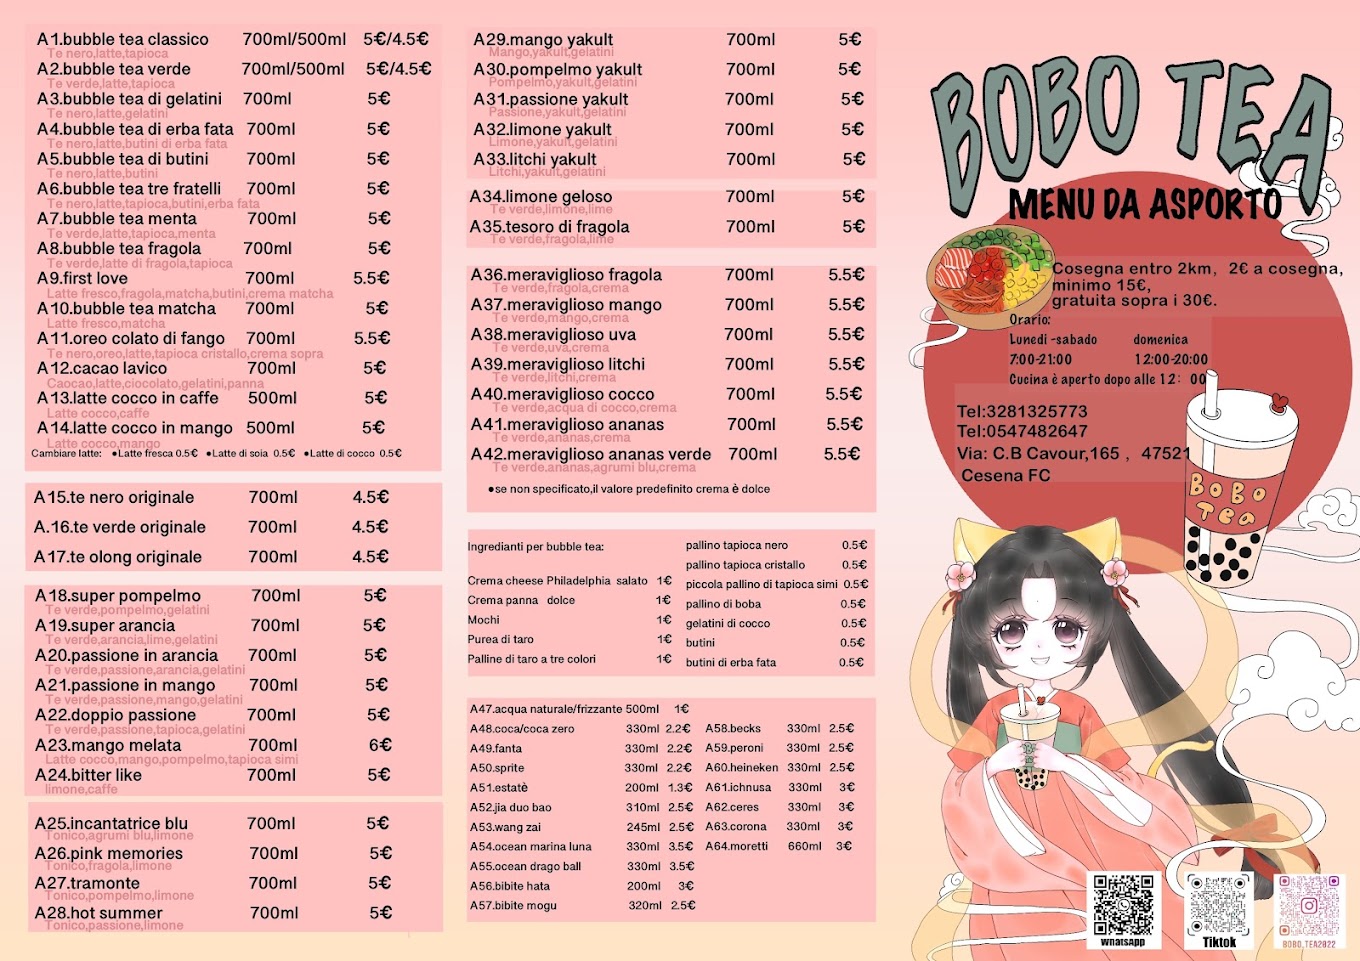 A1.bubble tea classico 700ml/500ml 5€/4.5€
Te nero,latte,tapioca
A2.bubble tea verde 700ml/500ml 5€/4.5€
Te verde,latte,tapioca
A3.bubble tea di gelatini 700ml 5€
Te nero,latte,gelatini
A4.bubble tea di erba fata 700ml 5€
Te nero,latte,butini di erba fata
A5.bubble tea di butini 700ml 5€
Te nero,latte,butini
A6.bubble tea tre fratelli 700ml 5€
Te nero,latte,tapioca,butini,erba fata
A7.bubble tea menta 700ml 5€
Te verde,latte,tapioca,menta
A8.bubble tea fragola 700ml 5€
Te verde,latte di fragola,tapioca
A9.first love 700ml 5.5€
Latte fresco,fragola,matcha,butini,crema matcha
A10.bubble tea matcha 700ml 5€
Latte fresco,matcha
A11.oreo colato di fango 700ml 5.5€
Te nero,oreo,latte,tapioca cristallo,crema sopra
A12.cacao lavico 700ml 5€
Caocao,latte,cioccolato,gelatini,panna
A13.latte cocco in caffe 500ml 5€
Latte cocco,caffe
A14.latte cocco in mango 500ml 5€
Latte cocco,mango
Cambiare latte: ●Latte fresca 0.5€ ●Latte di soia 0.5€ ●Latte di cocco 0.5€
A15.te nero originale 700ml 4.5€
A.16.te verde originale 700ml 4.5€
A17.te olong originale 700ml 4.5€
A18.super pompelmo 700ml 5€
Te verde,pompelmo,gelatini
A19.super arancia 700ml 5€
Te verde,arancia,lime,gelatini
A20.passione in arancia 700ml 5€
Te verde,passione,arancia,gelatini
A21.passione in mango 700ml 5€
Te verde,passione,mango,gelatini
A22.doppio passione 700ml 5€
Te verde,passione,tapioca,gelatini
A23.mango melata 700ml 6€
Latte cocco,mango,pompelmo,tapioca simi
A24.bitter like 700ml 5€
limone,caffe
A25.incantatrice blu 700ml 5€
Tonico,agrumi blu,limone
A26.pink memories 700ml 5€
Tonico,fragola,limone
A27.tramonte 700ml 5€
Tonico,pompelmo,limone
A28.hot summer 700ml 5€
Tonico,passione,limone
A29.mango yakult 700ml 5€
Mango,yakult,gelatini
A30.pompelmo yakult 700ml 5€
Pompelmo,yakult,gelatini
A31.passione yakult 700ml 5€
Passione,yakult,gelatini
A32.limone yakult 700ml 5€
Limone,yakult,gelatini
A33.litchi yakult 700ml 5€
Litchi,yakult,gelatini
A34.limone geloso 700ml 5€
Te verde,limone,lime
A35.tesoro di fragola 700ml 5€
Te verde,fragola,lime
A36.meraviglioso fragola 700ml 5.5€
Te verde,fragola,crema
A37.meraviglioso mango 700ml 5.5€
Te verde,mango,crema
A38.meraviglioso uva 700ml 5.5€
Te verde,uva,crema
A39.meraviglioso litchi 700ml 5.5€
Te verde,litchi,crema
A40.meraviglioso cocco 700ml 5.5€
Te verde,acqua di cocco,crema
A41.meraviglioso ananas 700ml 5.5€
Te verde,ananas,crema
A42.meraviglioso ananas verde 700ml 5.5€
Te verde.ananas,agrumi blu,crema
●se non specificato,il valore predefinito crema è dolce
Ingredianti per bubble tea:
Crema cheese Philadelphia salato 1€
Crema panna dolce 1€
Mochi 1€
Purea di taro 1€
Palline di taro a tre colori 1€
pallino tapioca nero 0.5€
pallino tapioca cristallo 0.5€
piccola pallino di tapioca simi 0.5€
pallino di boba 0.5€
gelatini di cocco 0.5€
butini 0.5€
butini di erba fata 0.5€
A47.acqua naturale/frizzante 500ml 1€
A48.coca/coca zero 330ml 2.2€
A49.fanta 330ml 2.2€
A50.sprite 330ml 2.2€
A51.estatè 200ml 1.3€
A52.jia duo bao 310ml 2.5€
A53.wang zai 245ml 2.5€
A54.ocean marina luna 330ml 3.5€
A55.ocean drago ball 330ml 3.5€
A56.bibite hata 200ml 3€
A57.bibite mogu 320ml 2.5€
A58.becks 330ml 2.5€
A59.peroni 330ml 2.5€
A60.heineken 330ml 2.5€
A61.ichnusa 330ml 3€
A62.ceres 330ml 3€
A63.corona 330ml 3€
A64.moretti 660ml 3€
BOBO TEA
MENU DA ASPORTO
Cosegna entro 2km, 2€ a cosegna,
minimo 15€,
gratuita sopra i 30€.
Orario:
Lunedi -sabado domenica
7:00-21:00 12:00-20:00
Cucina è aperto dopo alle 12：00
Tel:3281325773
Tel:0547482647
Via: C.B Cavour,165 ，47521
Cesena FC
BOBO
Tea
whatsapp
Tiktok
BOBO.TEA2022